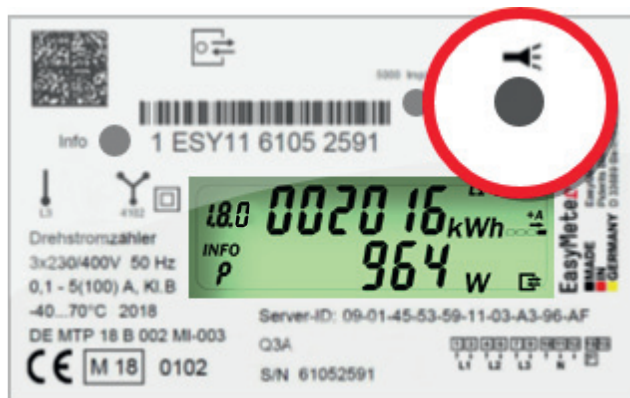 Info
1 ESY11 6105 2591
L3
4102
1.8.0 002016 kWh +A
INFO
P 964 W
Drehstromzähler
3x230/400V 50 Hz
0,1 - 5(100) A, Kl.B
-40...70°C 2018
DE MTP 18 B 002 MI-003
CE M 18 0102
Server-ID: 09-01-45-53-59-11-03-A3-96-AF
Q3A
S/N 61052591
L1 L2 L3 N
EasyMeter
MADE
IN
GERMANY